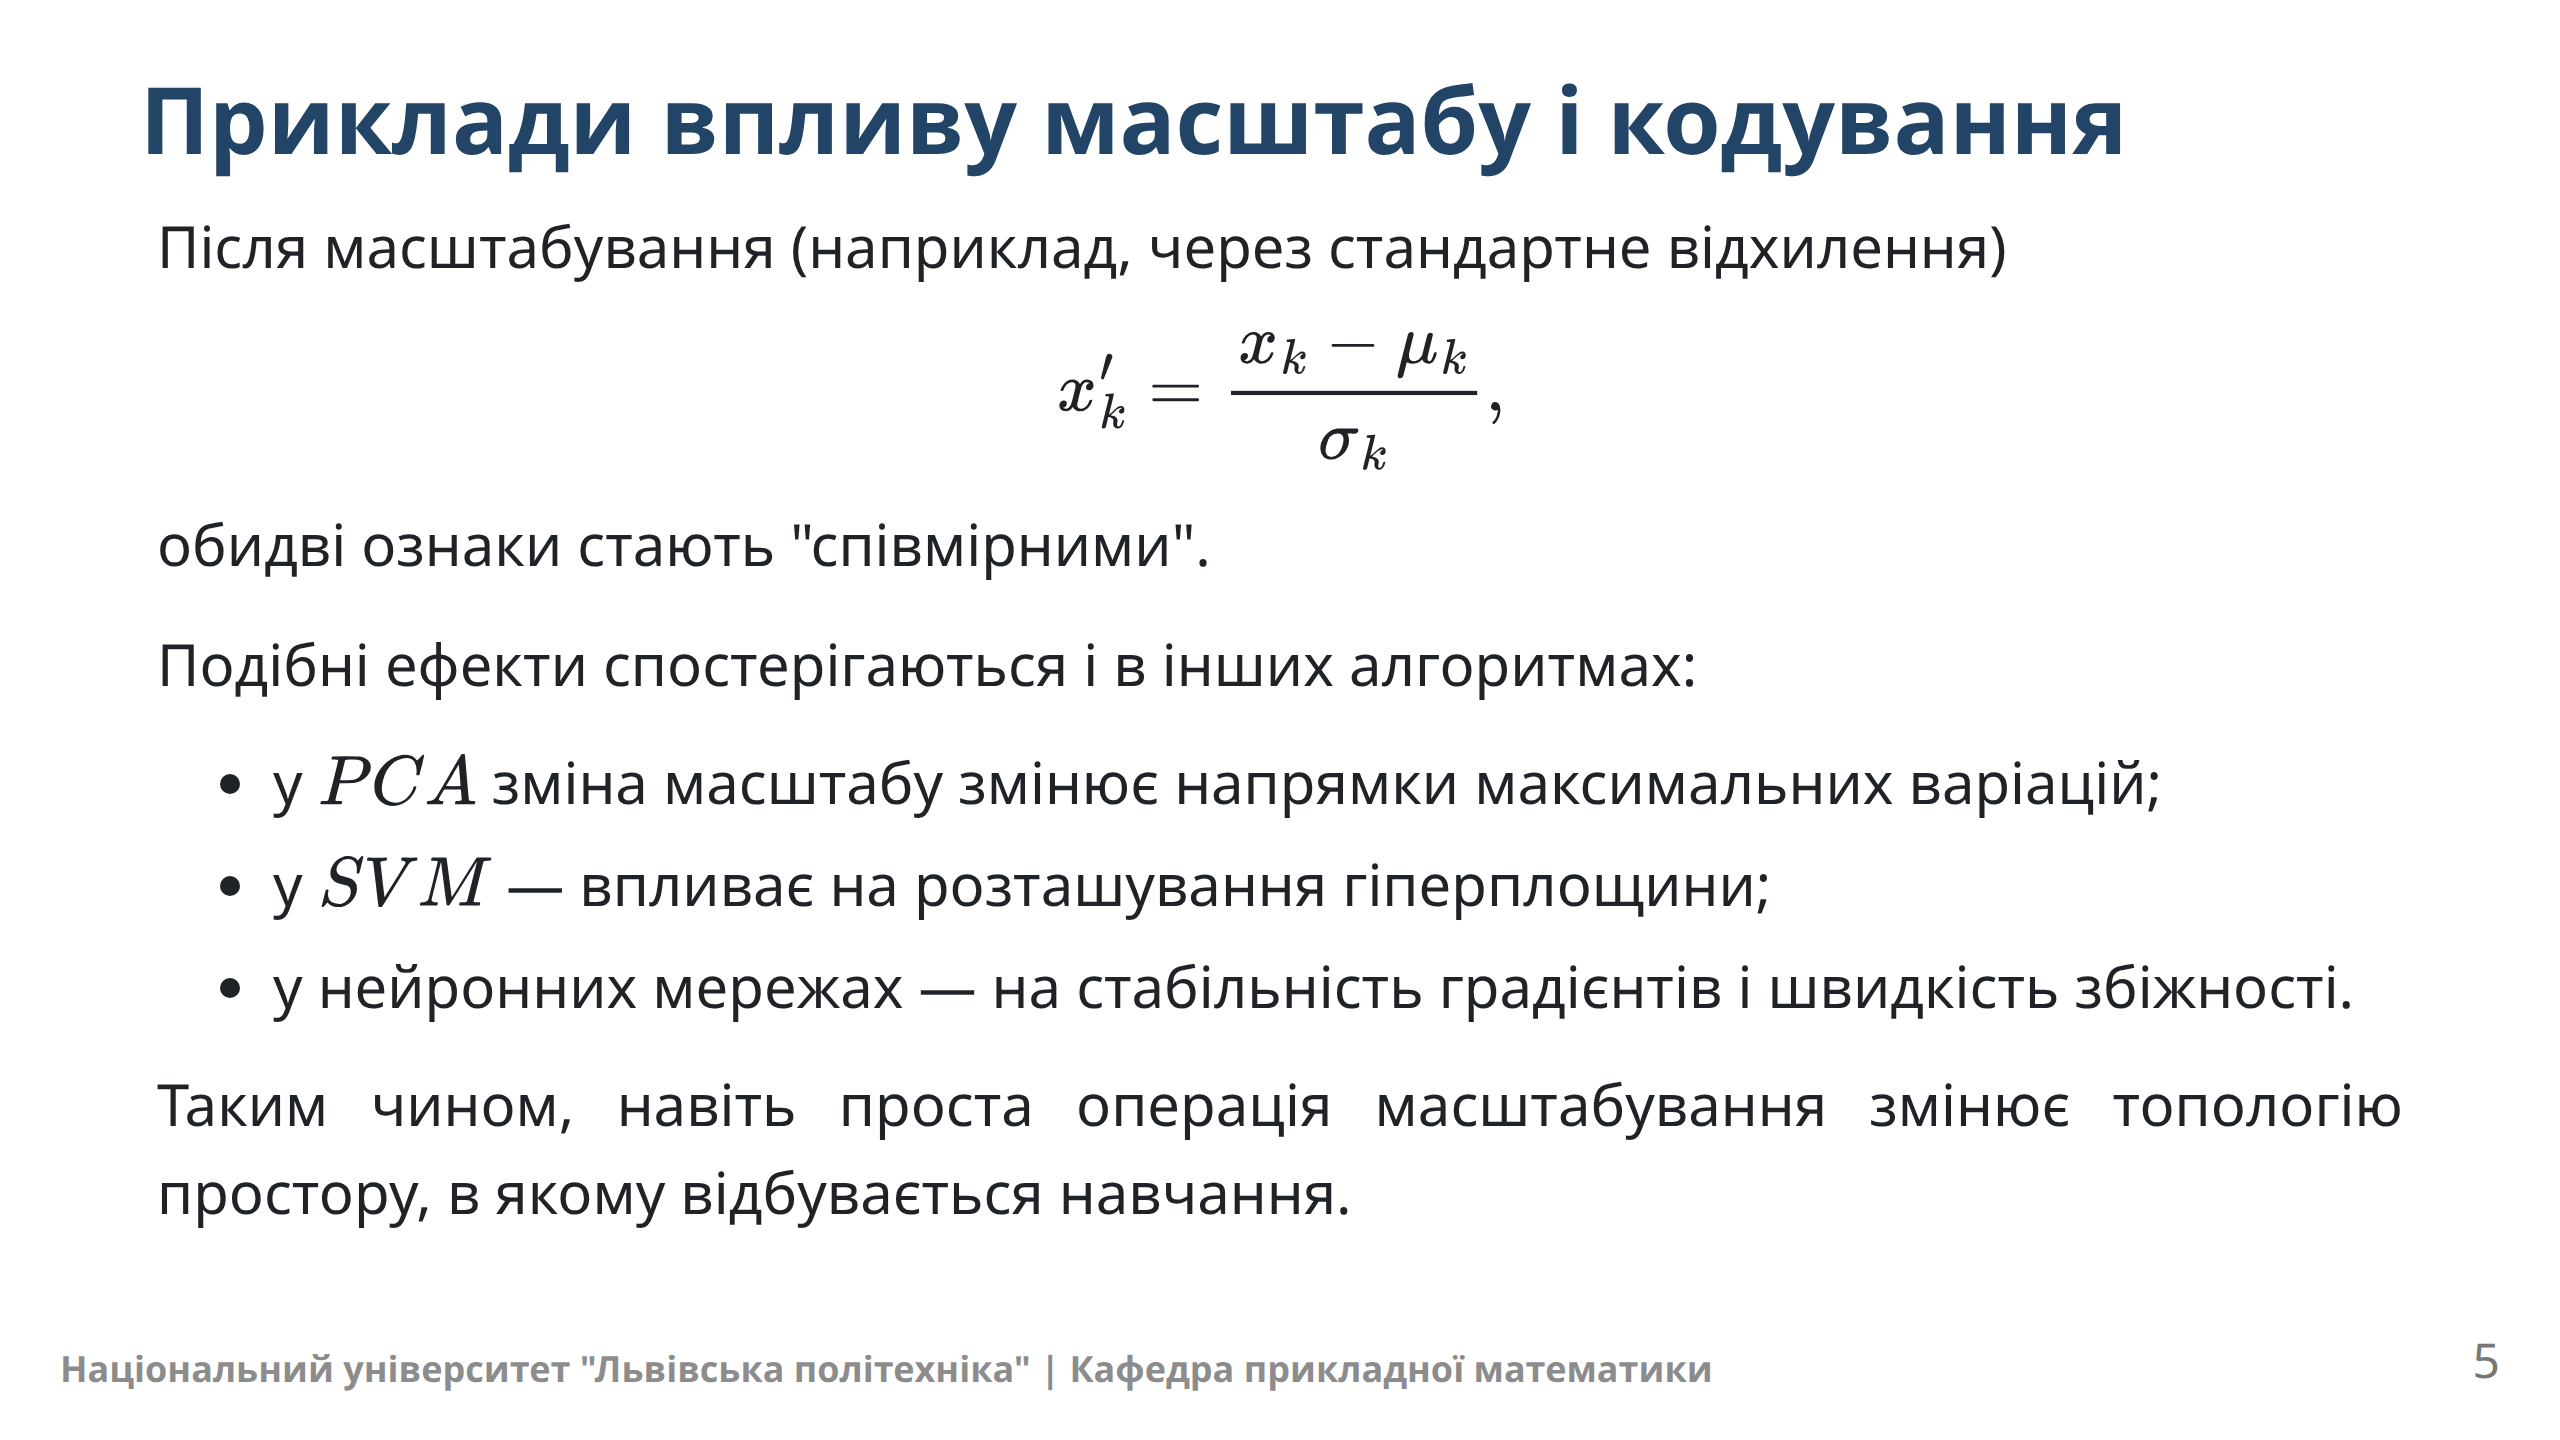 Приклади впливу масштабу і кодування
Після масштабування (наприклад, через стандартне відхилення)
$$x'_k = \frac{x_k - \mu_k}{\sigma_k},$$
обидві ознаки стають "співмірними".
Подібні ефекти спостерігаються і в інших алгоритмах:
• у PCA зміна масштабу змінює напрямки максимальних варіацій;
• у SVM — впливає на розташування гіперплощини;
• у нейронних мережах — на стабільність градієнтів і швидкість збіжності.
Таким чином, навіть проста операція масштабування змінює топологію
простору, в якому відбувається навчання.
Національний університет "Львівська політехніка" | Кафедра прикладної математики
5